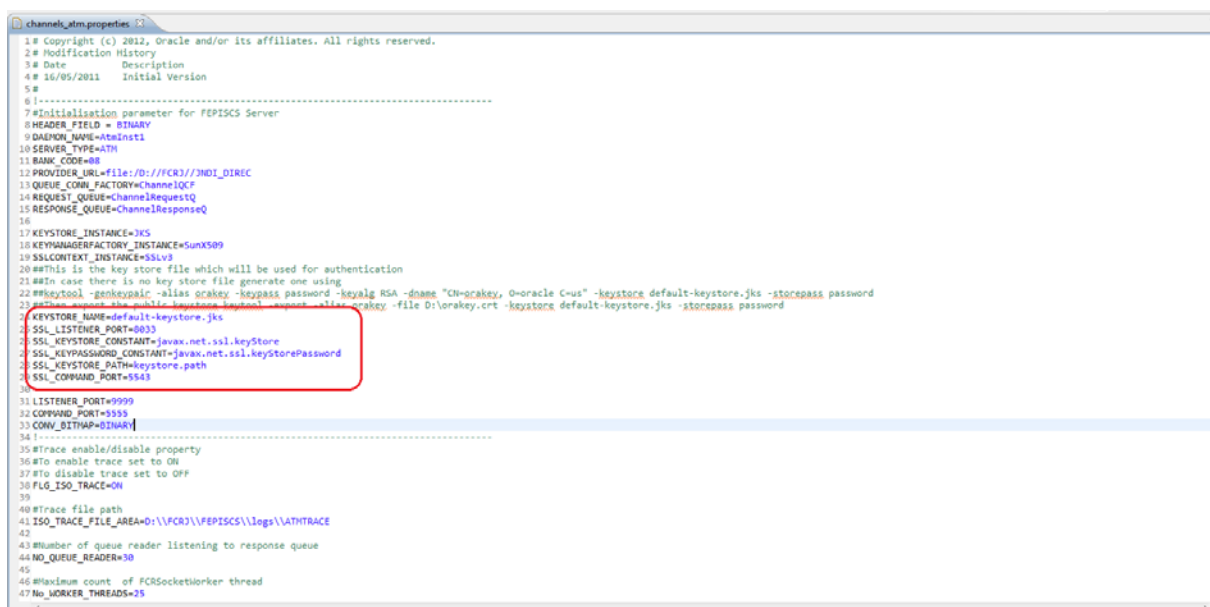 channels_atm.properties
1 # Copyright (c) 2012, Oracle and/or its affiliates. All rights reserved.
2 # Modification History
3 # Date Description
4 # 16/05/2011 Initial Version
5 #
6 !-----------------------------------------------------------------------------------------
7 #Initialisation parameter for FEPISCS Server
8 HEADER_FIELD = BINARY
9 DAEMON_NAME=AtmInst1
10 SERVER_TYPE=ATM
11 BANK_CODE=08
12 PROVIDER_URL=file:/D://FCRJ//JNDI_DIREC
13 QUEUE_CONN_FACTORY=ChannelQCF
14 REQUEST_QUEUE=ChannelRequestQ
15 RESPONSE_QUEUE=ChannelResponseQ
16
17 KEYSTORE_INSTANCE=JKS
18 KEYMANAGERFACTORY_INSTANCE=SunX509
19 SSLCONTEXT_INSTANCE=SSLv3
20 ##This is the key store file which will be used for authentication
21 ##In case there is no key store file generate one using
22 ##keytool -genkeypair -alias orakey -keypass password -keyalg RSA -dname "CN=orakey, O=oracle C=us" -keystore default-keystore.jks -storepass password
23 ##Then export the public keystore keytool -export -alias orakey -file D:\orakey.crt -keystore default-keystore.jks -storepass password
24 KEYSTORE_NAME=default-keystore.jks
25 SSL_LISTENER_PORT=8033
26 SSL_KEYSTORE_CONSTANT=javax.net.ssl.keyStore
27 SSL_KEYPASSWORD_CONSTANT=javax.net.ssl.keyStorePassword
28 SSL_KEYSTORE_PATH=keystore.path
29 SSL_COMMAND_PORT=5543
30
31 LISTENER_PORT=9999
32 COMMAND_PORT=5555
33 CONV_BITMAP=BINARY
34 !-----------------------------------------------------------------------------------------
35 #Trace enable/disable property
36 #To enable trace set to ON
37 #To disable trace set to OFF
38 FLG_ISO_TRACE=ON
39
40 #Trace file path
41 ISO_TRACE_FILE_AREA=D:\\FCRJ\\FEPISCS\\logs\\ATMTRACE
42
43 #Number of queue reader listening to response queue
44 NO_QUEUE_READER=30
45
46 #Maximum count of FCRSocketWorker thread
47 No_WORKER_THREADS=25